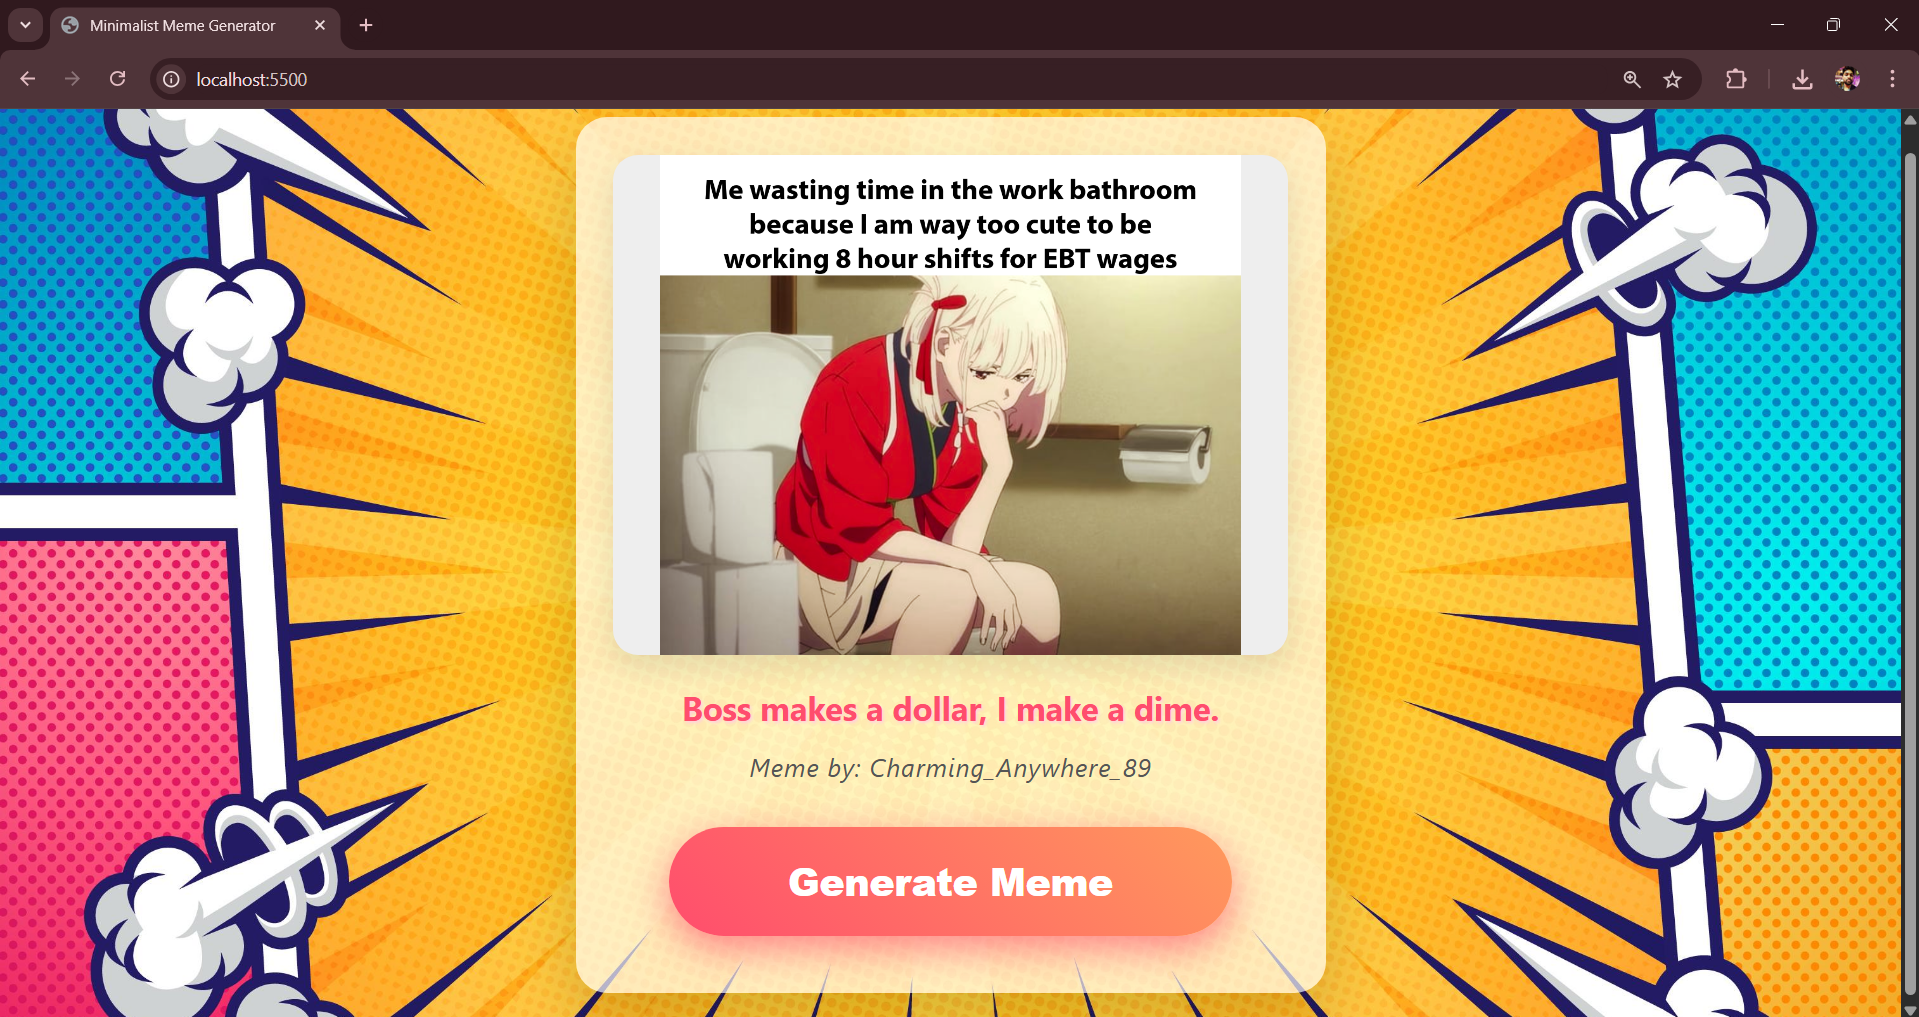 Minimalist Meme Generator
localhost:5500
Me wasting time in the work bathroom
because I am way too cute to be
working 8 hour shifts for EBT wages
Boss makes a dollar, I make a dime.
Meme by: Charming_Anywhere_89
Generate Meme